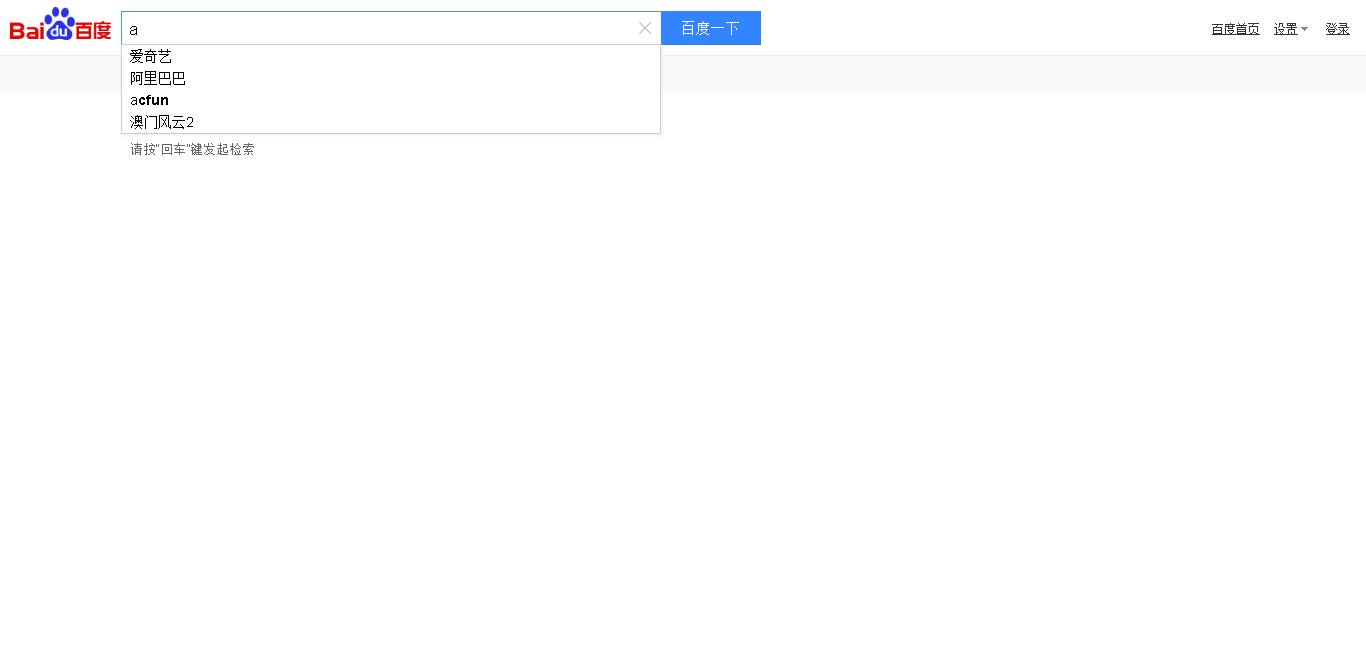 Bai du 百度
a
百度一下
百度首页 设置 登录
爱奇艺
阿里巴巴
acfun
澳门风云2
请按"回车"键发起检索